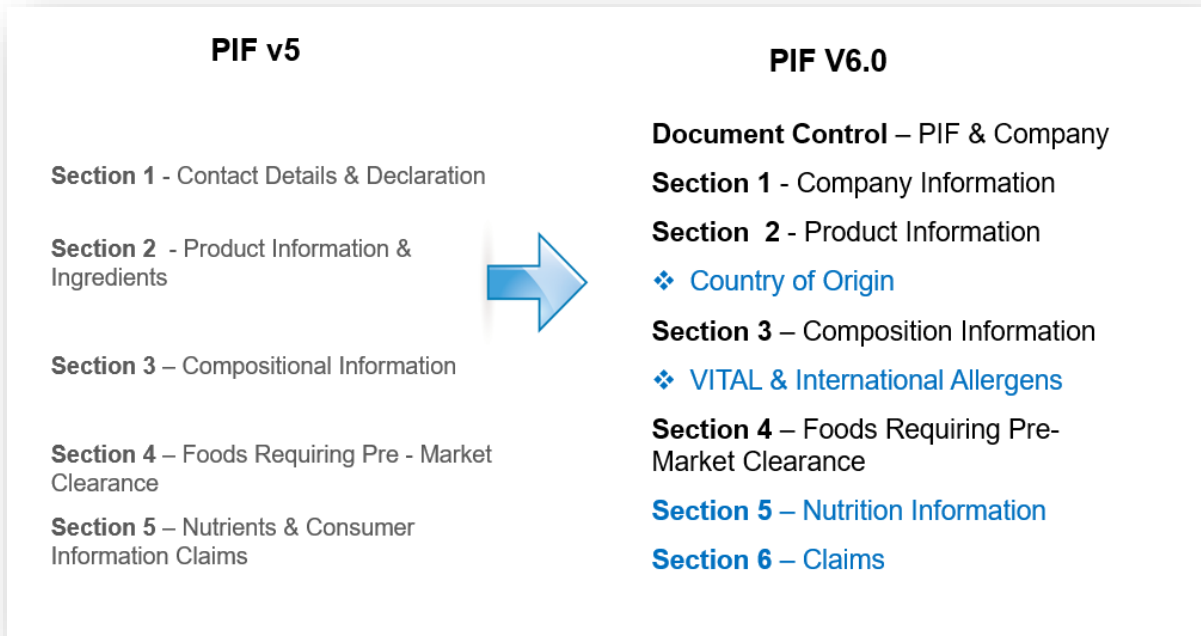 PIF v5
Section 1 - Contact Details & Declaration
Section 2 - Product Information &
Ingredients
Section 3 – Compositional Information
Section 4 – Foods Requiring Pre - Market
Clearance
Section 5 – Nutrients & Consumer
Information Claims
PIF V6.0
Document Control – PIF & Company
Section 1 - Company Information
Section 2 - Product Information
❖ Country of Origin
Section 3 – Composition Information
❖ VITAL & International Allergens
Section 4 – Foods Requiring Pre-
Market Clearance
Section 5 – Nutrition Information
Section 6 – Claims